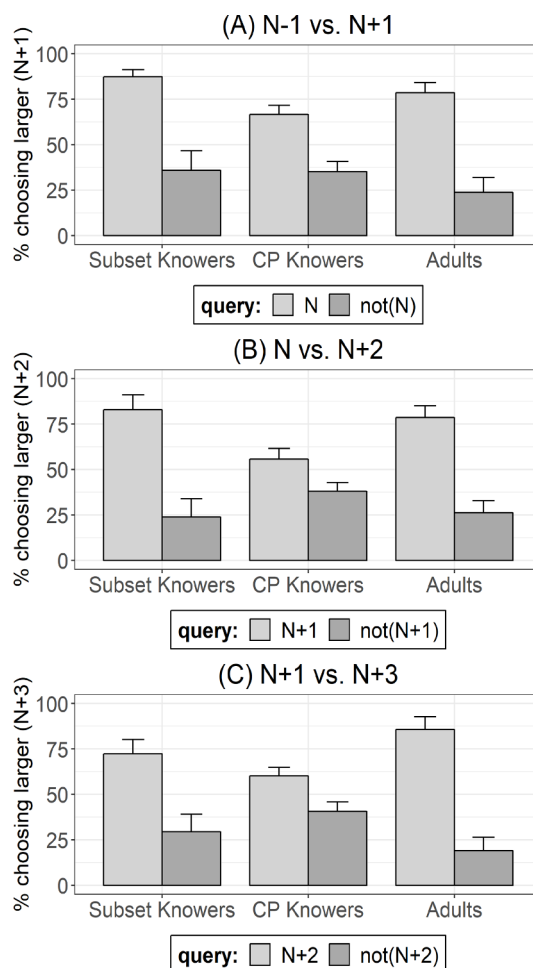 (A) N-1 vs. N+1
% choosing larger (N+1)
100
75
50
25
0
Subset Knowers CP Knowers Adults
query: N not(N)
(B) N vs. N+2
% choosing larger (N+2)
100
75
50
25
0
Subset Knowers CP Knowers Adults
query: N+1 not(N+1)
(C) N+1 vs. N+3
% choosing larger (N+3)
100
75
50
25
0
Subset Knowers CP Knowers Adults
query: N+2 not(N+2)